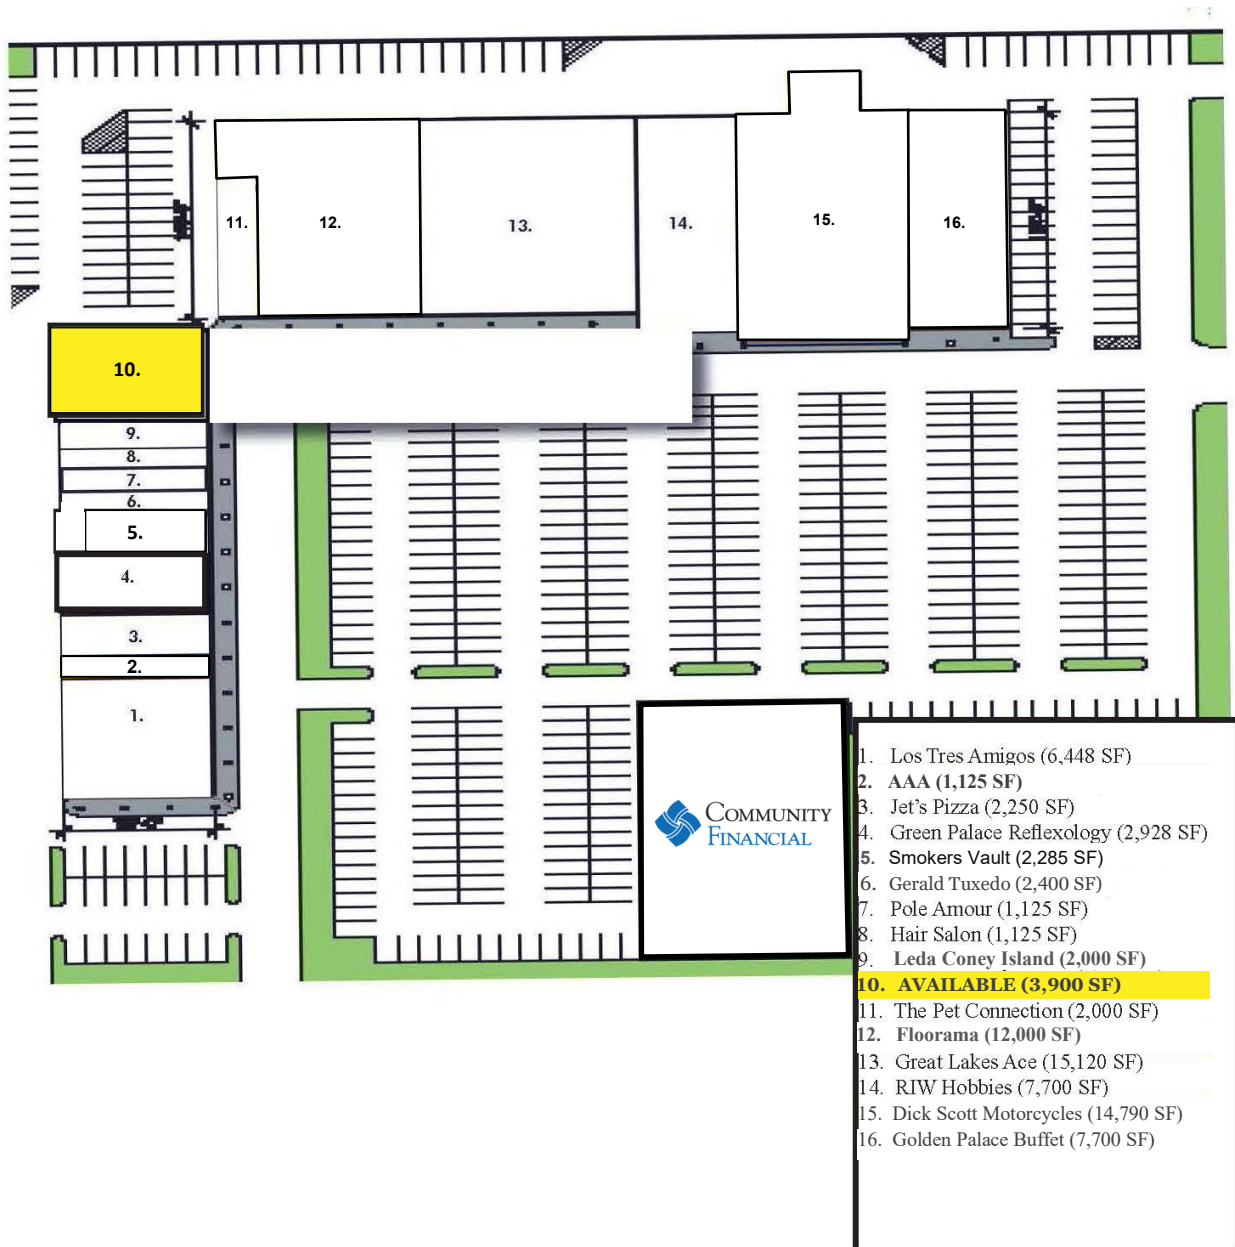 11.
12.
13.
14.
15.
16.
10.
9.
8.
7.
6.
5.
4.
3.
2.
1.
COMMUNITY
FINANCIAL
1. Los Tres Amigos (6,448 SF)
2. AAA (1,125 SF)
3. Jet's Pizza (2,250 SF)
4. Green Palace Reflexology (2,928 SF)
5. Smokers Vault (2,285 SF)
6. Gerald Tuxedo (2,400 SF)
7. Pole Amour (1,125 SF)
8. Hair Salon (1,125 SF)
9. Leda Coney Island (2,000 SF)
10. AVAILABLE (3,900 SF)
11. The Pet Connection (2,000 SF)
12. Floorama (12,000 SF)
13. Great Lakes Ace (15,120 SF)
14. RIW Hobbies (7,700 SF)
15. Dick Scott Motorcycles (14,790 SF)
16. Golden Palace Buffet (7,700 SF)